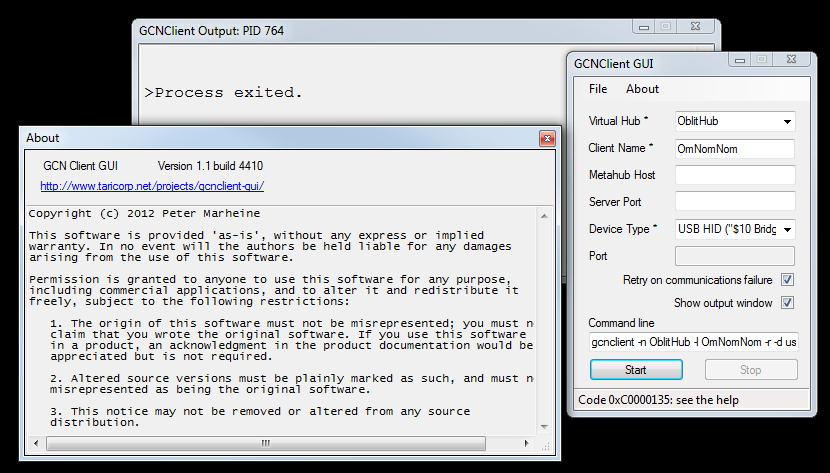 GCNClient Output: PID 764
>Process exited.
GCNClient GUI
File About
Virtual Hub * OblitHub
Client Name * OmNomNom
Metahub Host
Server Port
Device Type * USB HID ("$10 Bridg
Port
Retry on communications failure
Show output window
Command line
gcnclient -n OblitHub -l OmNomNom -r -d us
Start Stop
Code 0xC0000135: see the help
About
GCN Client GUI Version 1.1 build 4410
http://www.taricorp.net/projects/gcnclient-gui/
Copyright (c) 2012 Peter Marheine
This software is provided 'as-is', without any express or implied
warranty. In no event will the authors be held liable for any damages
arising from the use of this software.
Permission is granted to anyone to use this software for any purpose,
including commercial applications, and to alter it and redistribute it
freely, subject to the following restrictions:
1. The origin of this software must not be misrepresented; you must n
claim that you wrote the original software. If you use this software
in a product, an acknowledgment in the product documentation would be
appreciated but is not required.
2. Altered source versions must be plainly marked as such, and must n
misrepresented as being the original software.
3. This notice may not be removed or altered from any source
distribution.